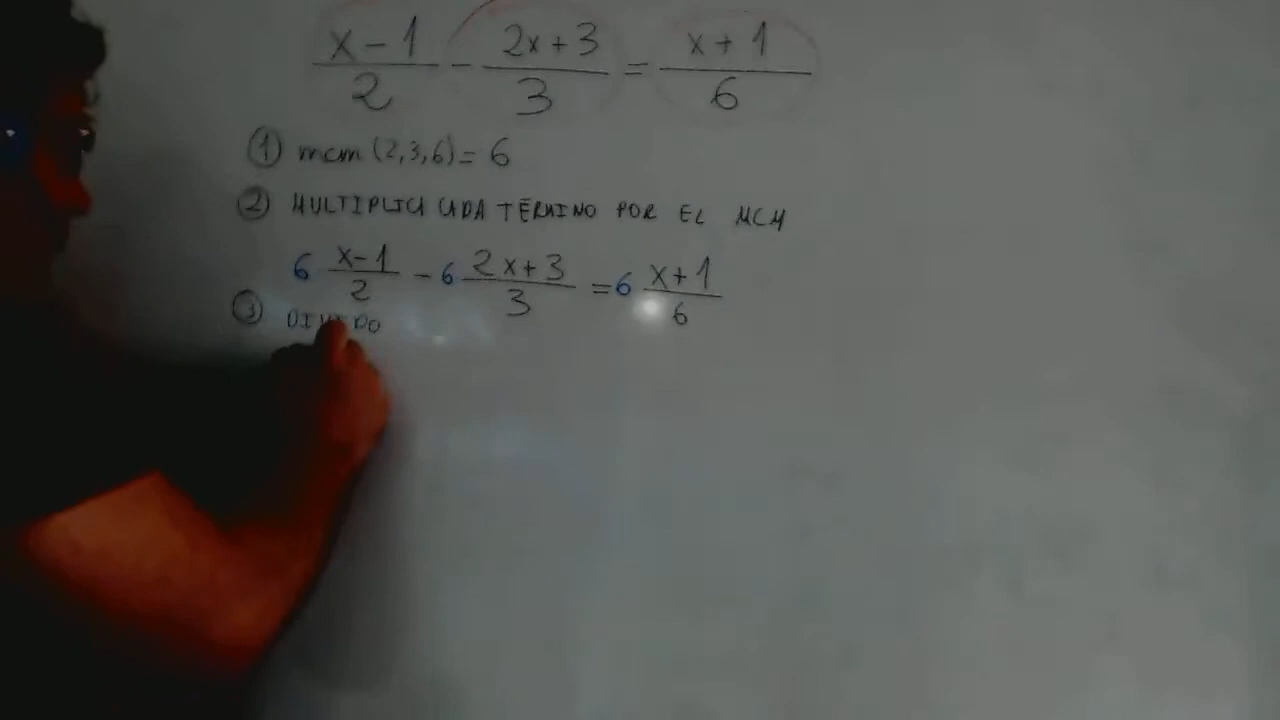 x-1/2 - 2x+3/3 = x+1/6
① mcm (2,3,6)= 6
② MULTIPLICA CADA TÉRMINO POR EL MCM
6 x-1/2 - 6 2x+3/3 = 6 x+1/6
③ DIVIDO